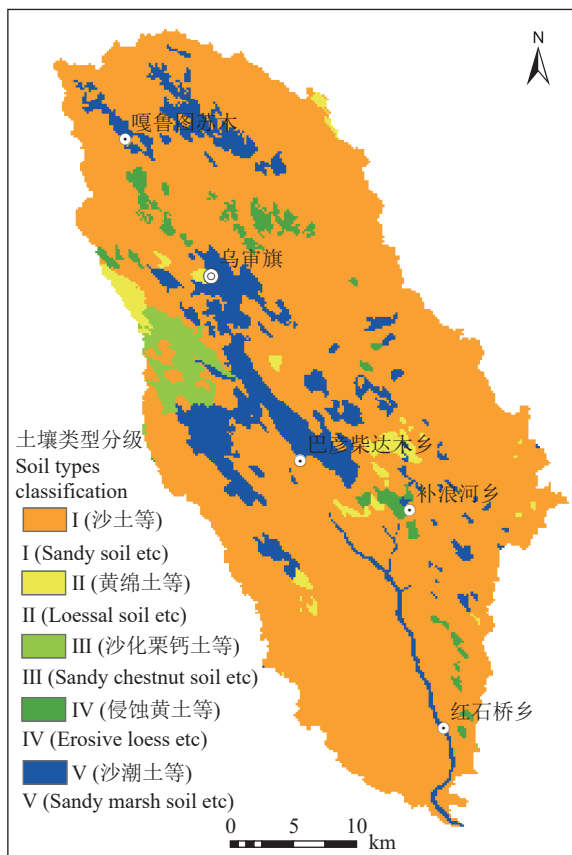 N
嘎鲁图苏木
乌审旗
巴彦柴达木乡
补浪河乡
红石桥乡
土壤类型分级
Soil types
classification
I (沙土等)
I (Sandy soil etc)
II (黄绵土等)
II (Loessal soil etc)
III (沙化栗钙土等)
III (Sandy chestnut soil etc)
IV (侵蚀黄土等)
IV (Erosive loess etc)
V (沙潮土等)
V (Sandy marsh soil etc)
0 5 10
km